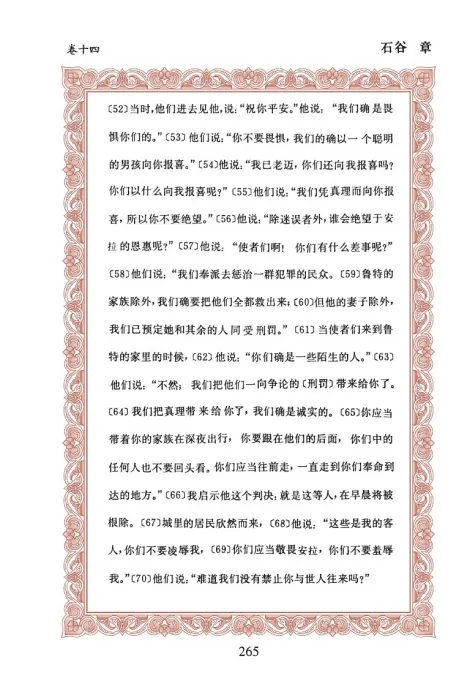 卷十四
石谷 章
〔52〕当时,他们进去见他,说:“祝你平安。”他说:“我们确是畏
惧你们的。”〔53〕他们说:“你不要畏惧,我们的确以一个聪明
的男孩向你报喜。”〔54〕他说:“我已老迈,你们还向我报喜吗?
你们以什么向我报喜呢?”〔55〕他们说:“我们凭真理而向你报
喜,所以你不要绝望。”〔56〕他说:“除迷误者外,谁会绝望于安
拉的恩惠呢?”〔57〕他说:“使者们啊!你们有什么差事呢?”
〔58〕他们说:“我们奉派去惩治一群犯罪的民众。〔59〕鲁特的
家族除外,我们确要把他们全都救出来;〔60〕但他的妻子除外,
我们已预定她和其余的人同受刑罚。”〔61〕当使者们来到鲁
特的家里的时候,〔62〕他说:“你们确是一些陌生的人。”〔63〕
他们说:“不然;我们把他们一向争论的〔刑罚〕带来给你了。
〔64〕我们把真理带来给你了,我们确是诚实的。〔65〕你应当
带着你的家族在深夜出行,你要跟在他们的后面,你们中的
任何人也不要回头看。你们应当往前走,一直走到你们奉命到
达的地方。”〔66〕我启示他这个判决:就是这等人,在早晨将被
根除。〔67〕城里的居民欣然而来,〔68〕他说:“这些是我的客
人,你们不要凌辱我,〔69〕你们应当敬畏安拉,你们不要羞辱
我。”〔70〕他们说:“难道我们没有禁止你与世人往来吗?”
265